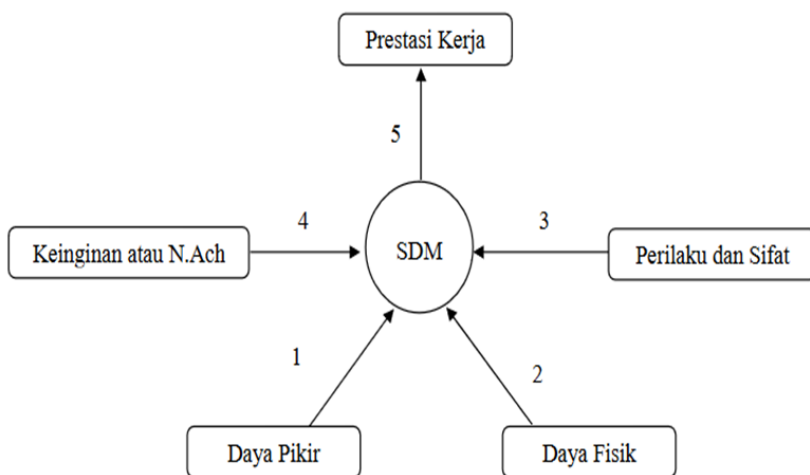 Prestasi Kerja
5
4
3
Keinginan atau N.Ach
SDM
Perilaku dan Sifat
1
2
Daya Pikir
Daya Fisik